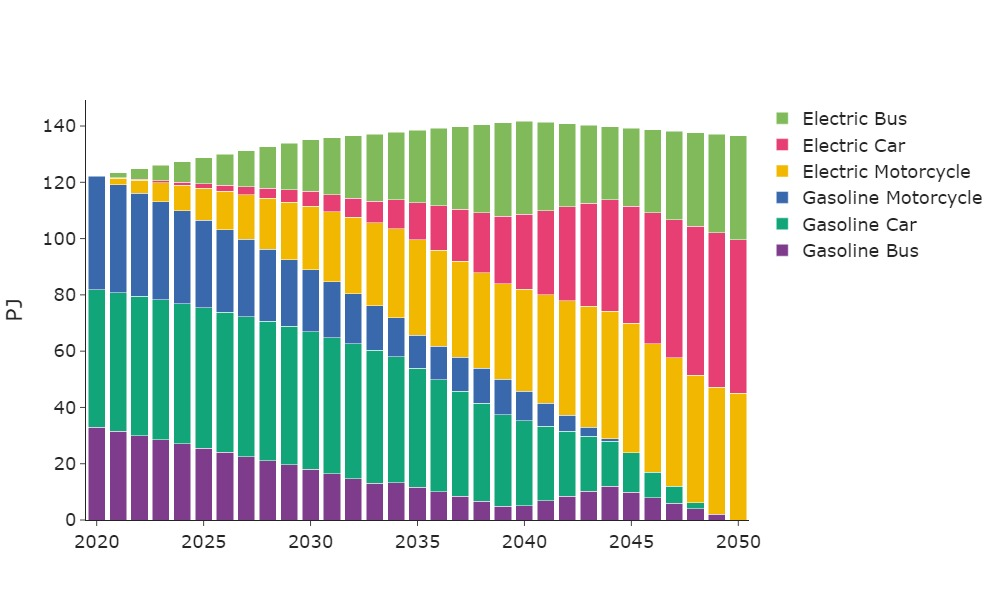 PJ
140
120
100
80
60
40
20
0
2020
2025
2030
2035
2040
2045
2050
Electric Bus
Electric Car
Electric Motorcycle
Gasoline Motorcycle
Gasoline Car
Gasoline Bus